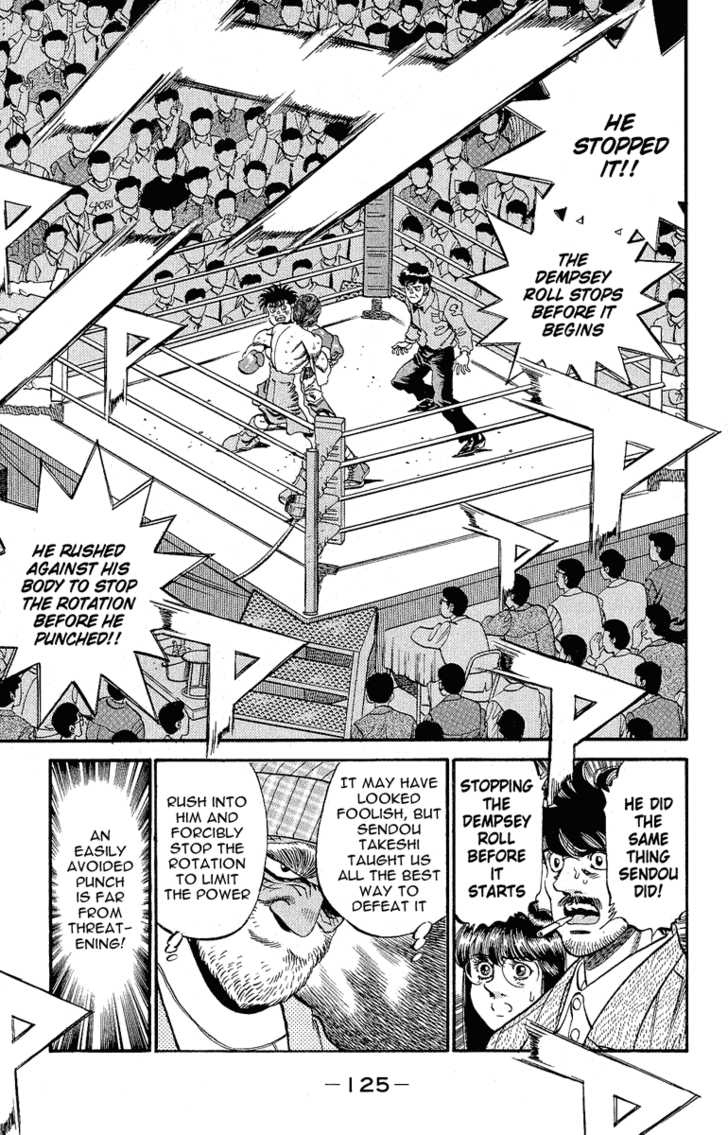 HE
STOPPED
IT!!
THE
DEMPSEY
ROLL STOPS
BEFORE IT
BEGINS
HE RUSHED
AGAINST HIS
BODY TO STOP
THE ROTATION
BEFORE HE
PUNCHED!!
HE DID
THE
SAME
THING
SENDOU
DID!
STOPPING
THE
DEMPSEY
ROLL
BEFORE
IT
STARTS
IT MAY HAVE
LOOKED
FOOLISH, BUT
SENDOU
TAKESHI
TAUGHT US
ALL THE BEST
WAY TO
DEFEAT IT
RUSH INTO
HIM AND
FORCIBLY
STOP THE
ROTATION
TO LIMIT
THE POWER
AN
EASILY
AVOIDED
PUNCH
IS FAR
FROM
THREAT-
ENING!
—125—